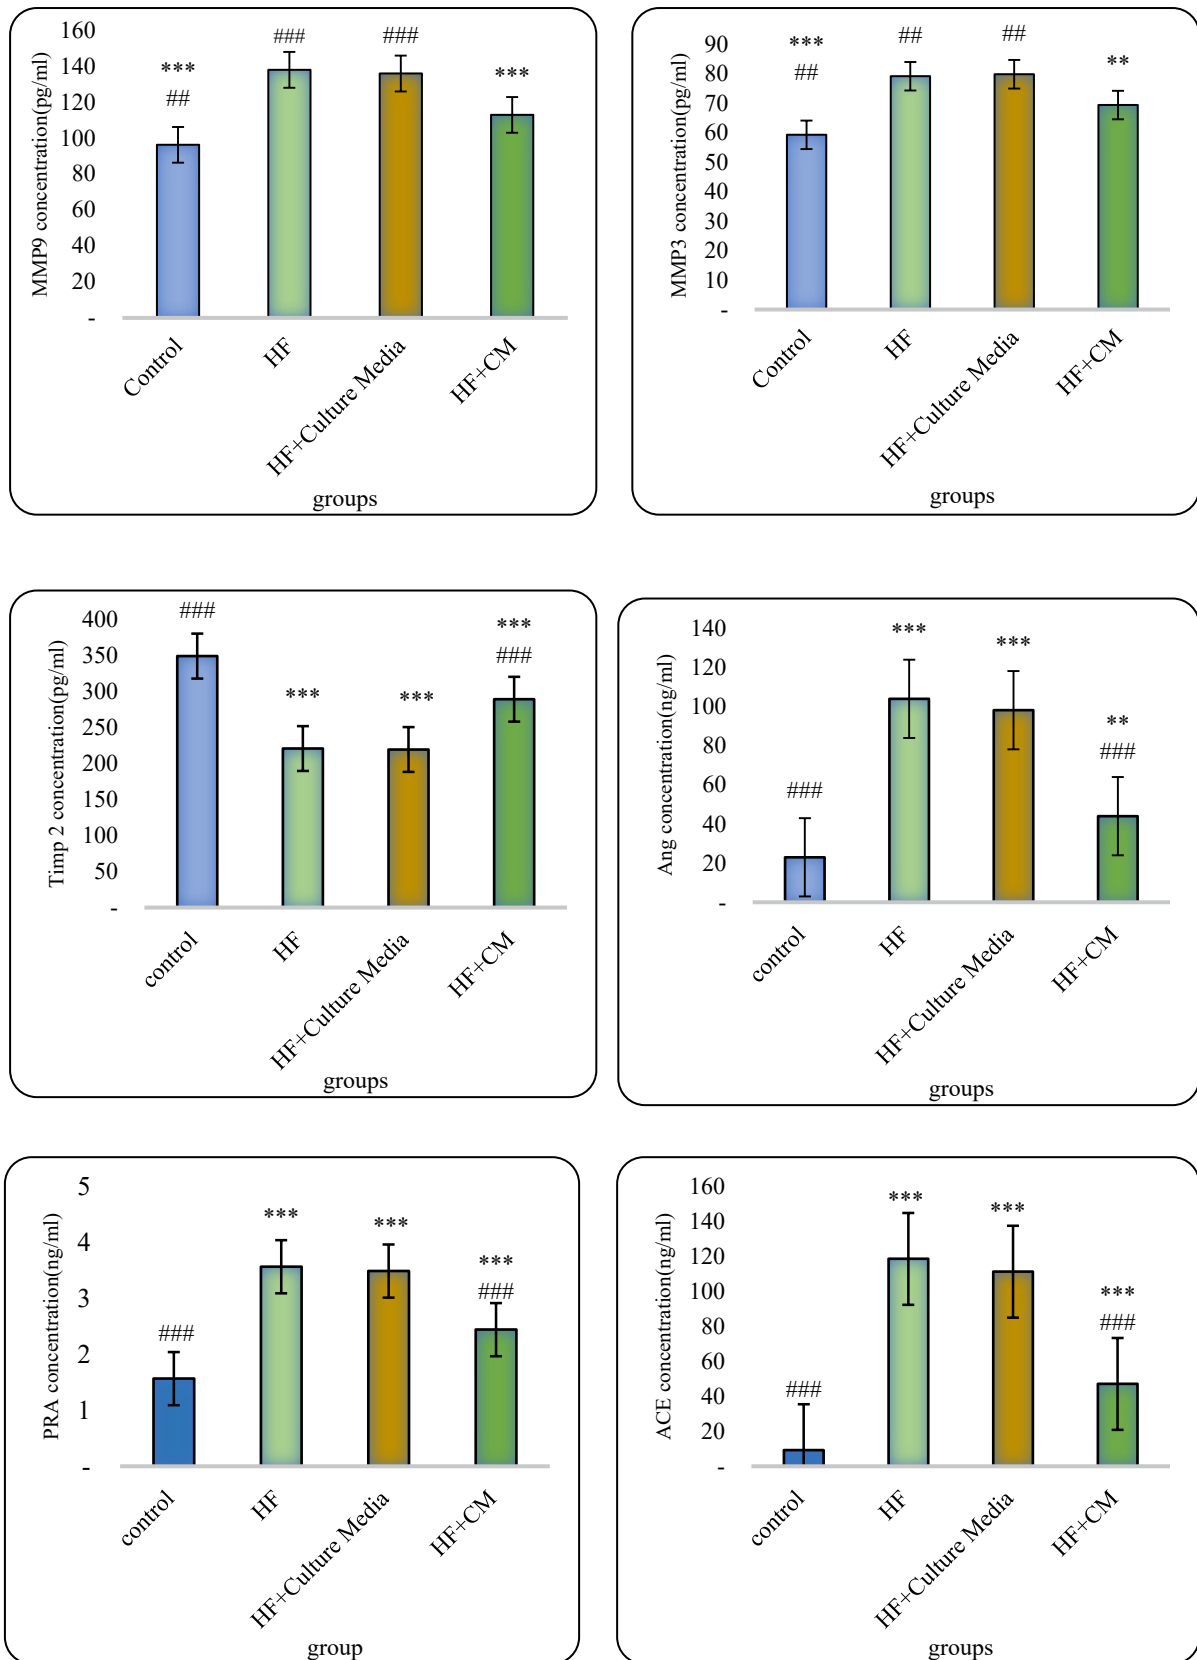 MMP9 concentration(pg/ml)
160
140
120
100
80
60
40
20
-
***
##
###
###
***
Control
HF
HF+Culture Media
HF+CM
groups
MMP3 concentration(pg/ml)
90
80
70
60
50
40
30
20
10
-
***
##
##
##
**
Control
HF
HF+Culture Media
HF+CM
groups
Timp 2 concentration(pg/ml)
400
350
300
250
200
150
100
50
-
###
***
***
***
###
control
HF
HF+Culture Media
HF+CM
groups
Ang concentration(ng/ml)
140
120
100
80
60
40
20
-
###
***
***
**
###
control
HF
HF+Culture Media
HF+CM
groups
PRA concentration(ng/ml)
5
4
3
2
1
-
###
***
***
***
###
control
HF
HF+Culture Media
HF+CM
group
ACE concentration(ng/ml)
160
140
120
100
80
60
40
20
-
###
***
***
***
###
control
HF
HF+Culture Media
HF+CM
groups